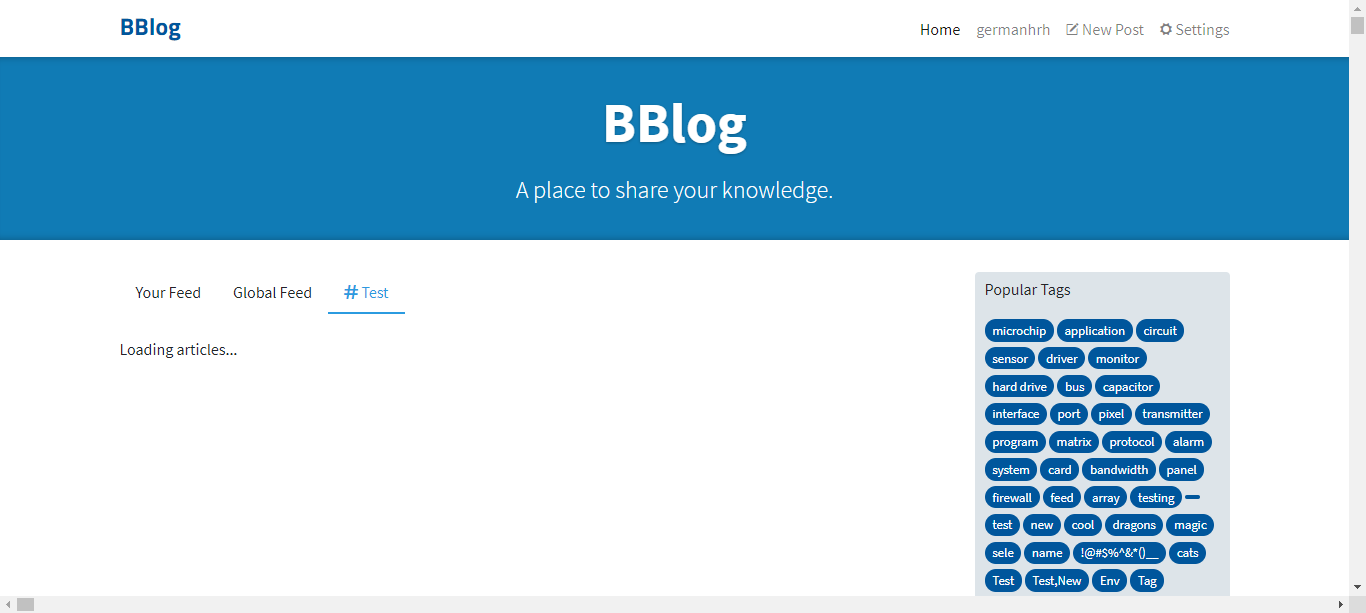 BBlog
Home germanhrh New Post Settings
BBlog
A place to share your knowledge.
Your Feed Global Feed # Test
Loading articles...
Popular Tags
microchip application circuit
sensor driver monitor
hard drive bus capacitor
interface port pixel transmitter
program matrix protocol alarm
system card bandwidth panel
firewall feed array testing
test new cool dragons magic
sele name !@#$%^&*()__ cats
Test Test,New Env Tag